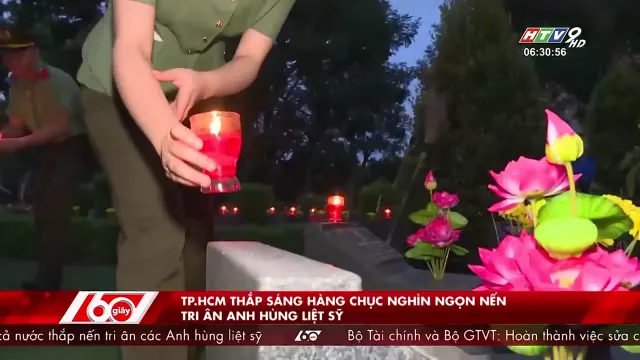 HTV9HD
06:30:56
60 giây
TP.HCM THẮP SÁNG HÀNG CHỤC NGHÌN NGỌN NẾN
TRI ÂN ANH HÙNG LIỆT SỸ
cả nước thắp nến tri ân các Anh hùng liệt sỹ 60 Bộ Tài chính và Bộ GTVT: Hoàn thành việc sửa